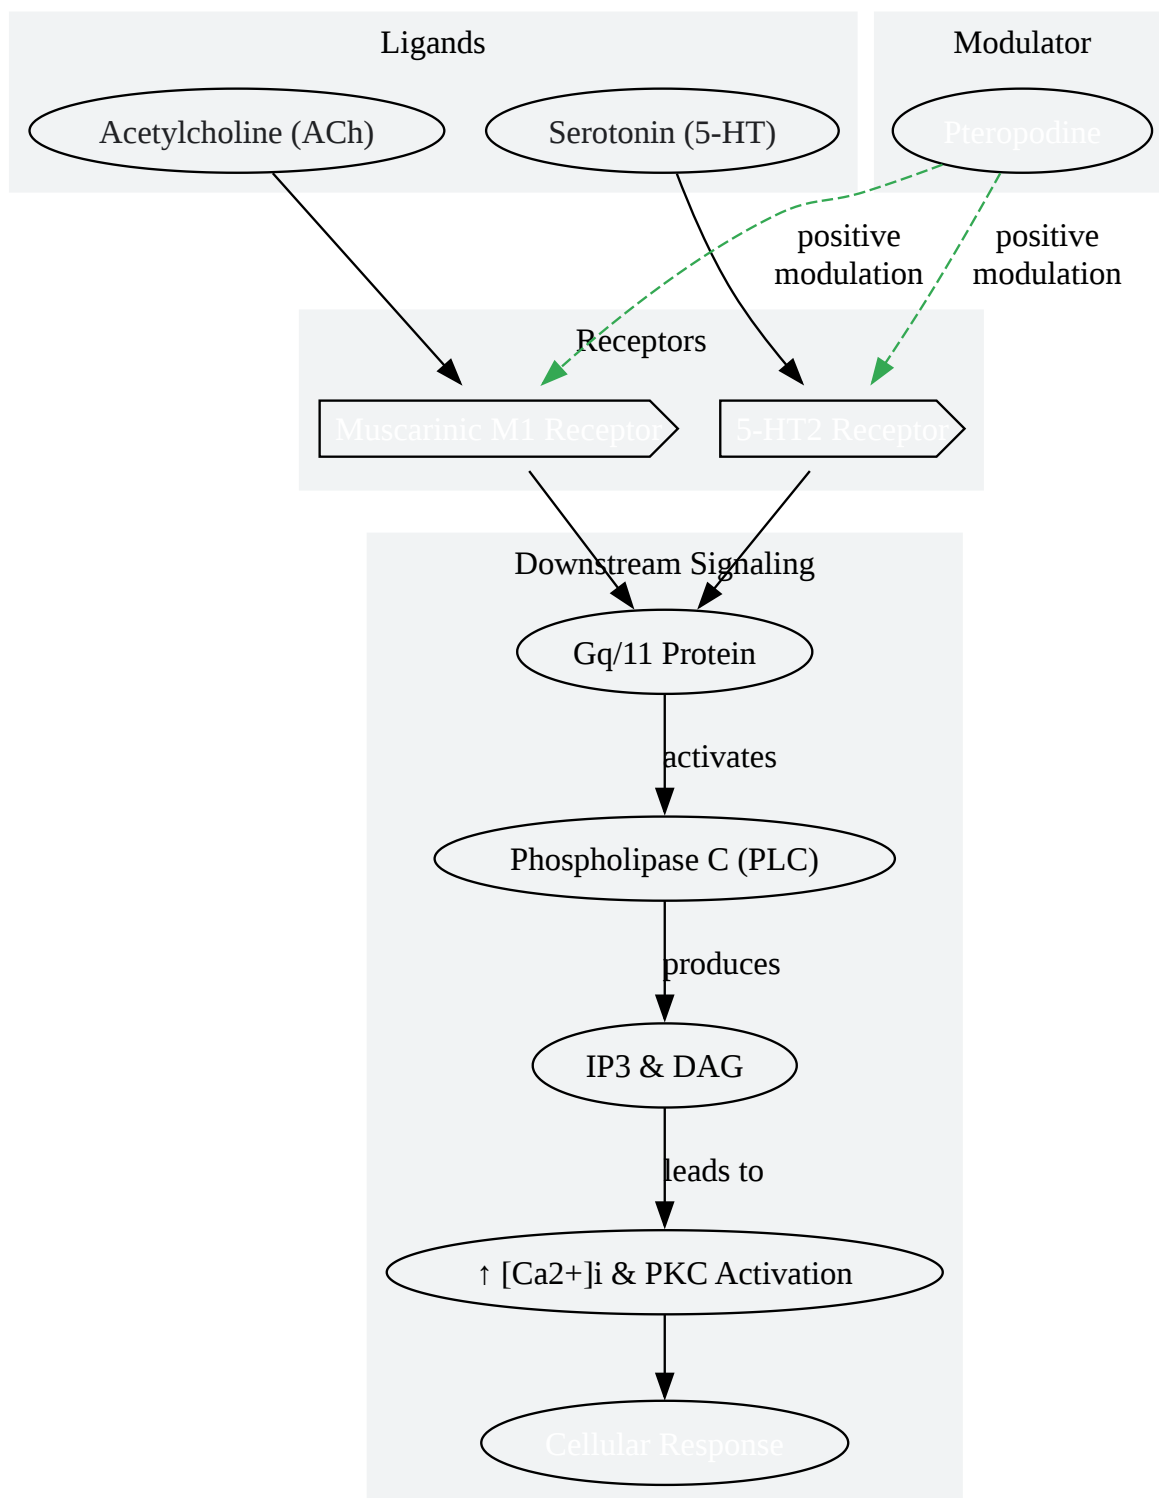 Ligands
Modulator
Acetylcholine (ACh)
Serotonin (5-HT)
Pteropodine
positive
modulation
positive
modulation
Receptors
Muscarinic M1 Receptor
5-HT2 Receptor
Downstream Signaling
Gq/11 Protein
activates
Phospholipase C (PLC)
produces
IP3 & DAG
leads to
↑ [Ca2+]i & PKC Activation
Cellular Response